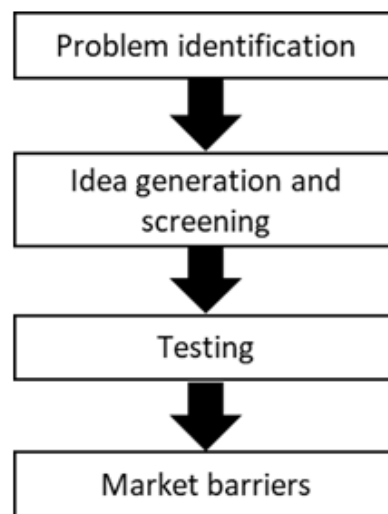 Problem identification
Idea generation and
screening
Testing
Market barriers